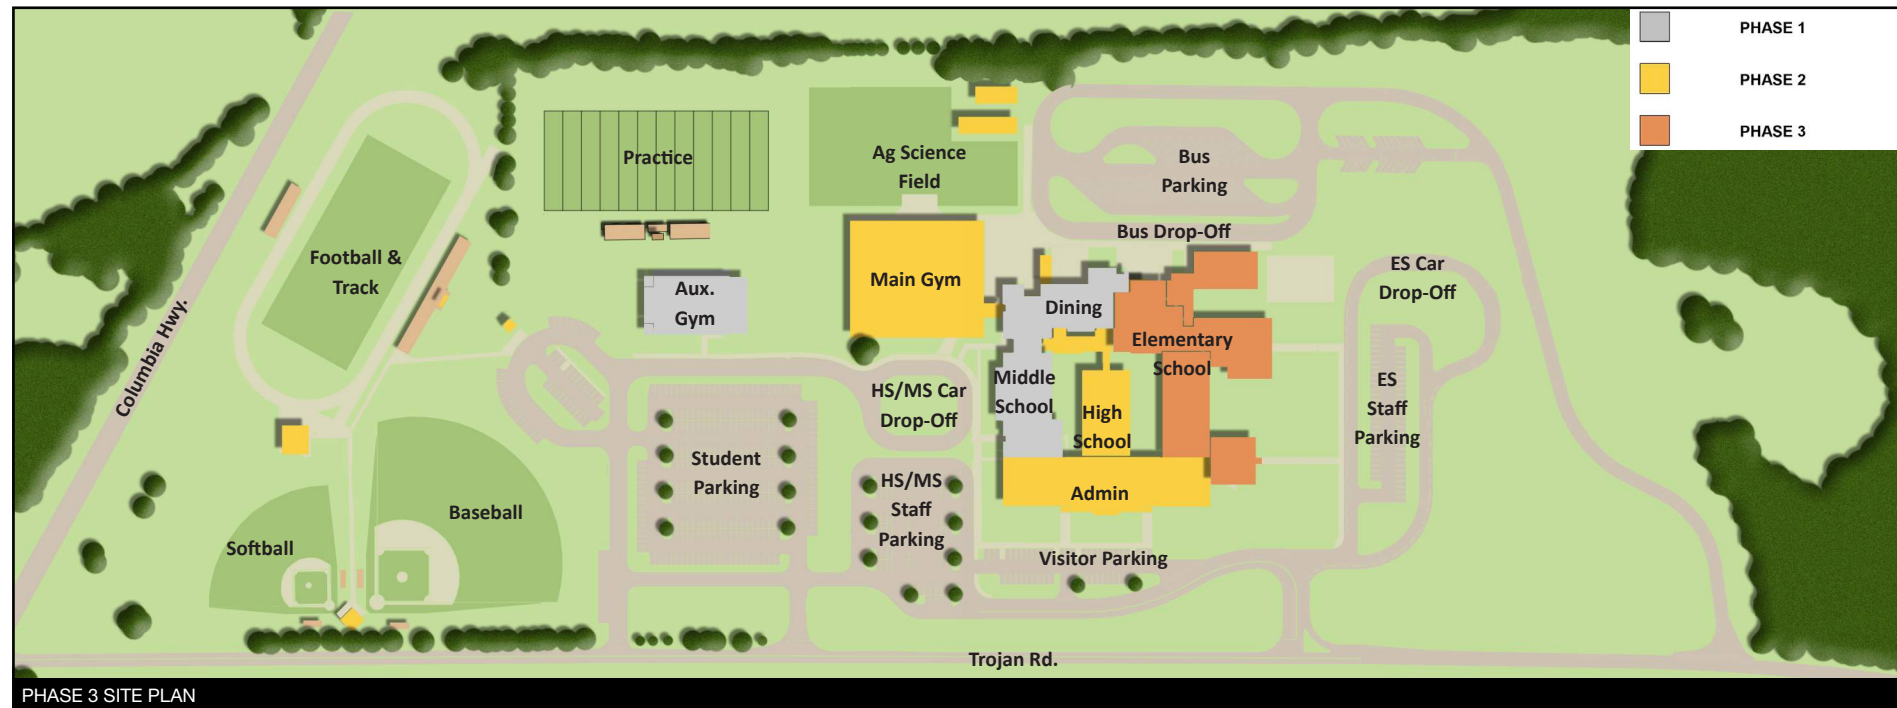 PHASE 1
PHASE 2
PHASE 3
Practice
Ag Science
Field
Bus
Parking
Bus Drop-Off
Football &
Track
Aux.
Gym
Main Gym
Dining
ES Car
Drop-Off
Elementary
School
Columbia Hwy.
HS/MS Car
Drop-Off
Middle
School
High
School
ES
Staff
Parking
Student
Parking
HS/MS
Staff
Parking
Admin
Baseball
Softball
Visitor Parking
Trojan Rd.
PHASE 3 SITE PLAN